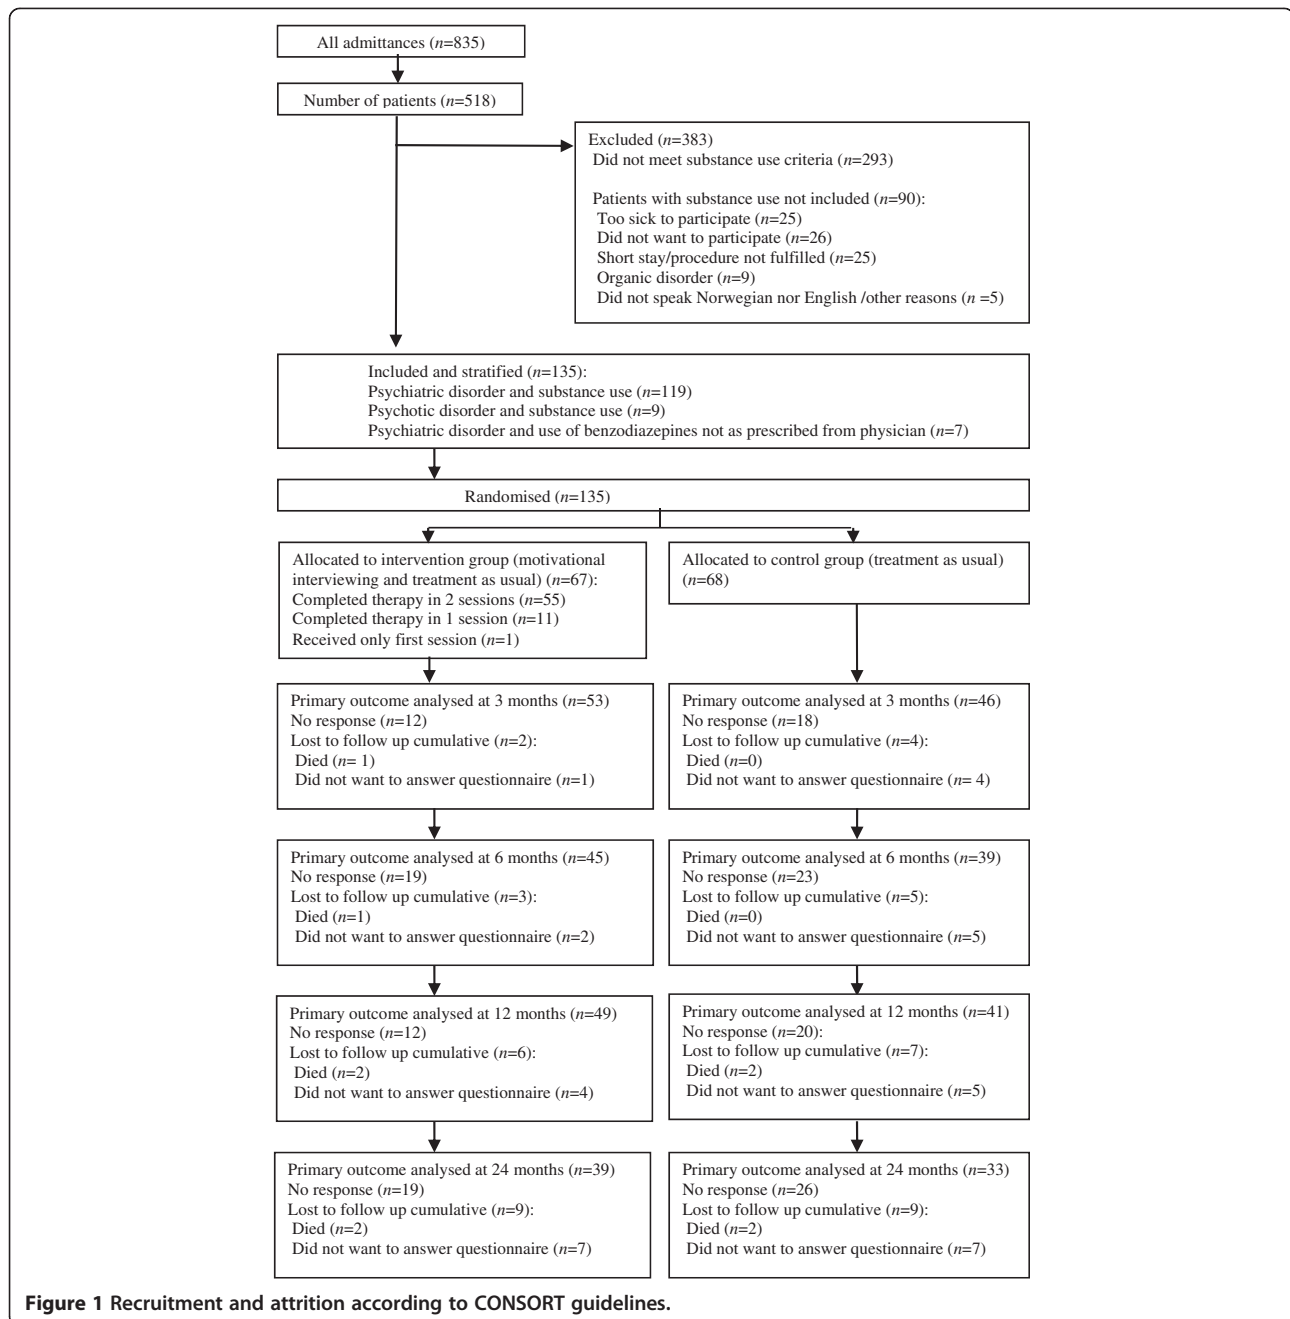 All admittances (n=835)
Number of patients (n=518)
Excluded (n=383)
Did not meet substance use criteria (n=293)
Patients with substance use not included (n=90):
Too sick to participate (n=25)
Did not want to participate (n=26)
Short stay/procedure not fulfilled (n=25)
Organic disorder (n=9)
Did not speak Norwegian nor English /other reasons (n =5)
Included and stratified (n=135):
Psychiatric disorder and substance use (n=119)
Psychotic disorder and substance use (n=9)
Psychiatric disorder and use of benzodiazepines not as prescribed from physician (n=7)
Randomised (n=135)
Allocated to intervention group (motivational
interviewing and treatment as usual) (n=67):
Completed therapy in 2 sessions (n=55)
Completed therapy in 1 session (n=11)
Received only first session (n=1)
Allocated to control group (treatment as usual)
(n=68)
Primary outcome analysed at 3 months (n=53)
No response (n=12)
Lost to follow up cumulative (n=2):
Died (n= 1)
Did not want to answer questionnaire (n=1)
Primary outcome analysed at 3 months (n=46)
No response (n=18)
Lost to follow up cumulative (n=4):
Died (n=0)
Did not want to answer questionnaire (n= 4)
Primary outcome analysed at 6 months (n=45)
No response (n=19)
Lost to follow up cumulative (n=3):
Died (n=1)
Did not want to answer questionnaire (n=2)
Primary outcome analysed at 6 months (n=39)
No response (n=23)
Lost to follow up cumulative (n=5):
Died (n=0)
Did not want to answer questionnaire (n=5)
Primary outcome analysed at 12 months (n=49)
No response (n=12)
Lost to follow up cumulative (n=6):
Died (n=2)
Did not want to answer questionnaire (n=4)
Primary outcome analysed at 12 months (n=41)
No response (n=20):
Lost to follow up cumulative (n=7):
Died (n=2)
Did not want to answer questionnaire (n=5)
Primary outcome analysed at 24 months (n=39)
No response (n=19)
Lost to follow up cumulative (n=9):
Died (n=2)
Did not want to answer questionnaire (n=7)
Primary outcome analysed at 24 months (n=33)
No response (n=26)
Lost to follow up cumulative (n=9):
Died (n=2)
Did not want to answer questionnaire (n=7)
Figure 1 Recruitment and attrition according to CONSORT guidelines.